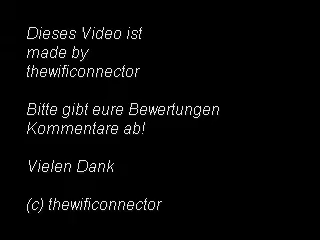 Dieses Video ist
made by
thewificonnector
Bitte gibt eure Bewertungen
Kommentare ab!
Vielen Dank
(c) thewificonnector